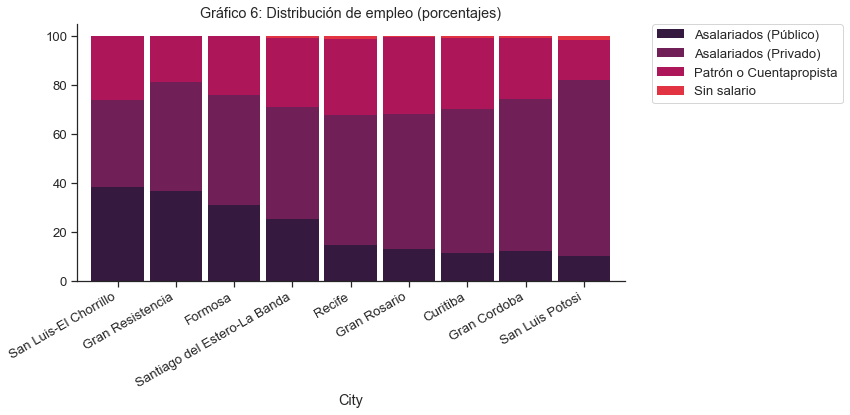 Gráfico 6: Distribución de empleo (porcentajes)
100
80
60
40
20
0
San Luis-El Chorrillo
Gran Resistencia
Formosa
Santiago del Estero-La Banda
Recife
Gran Rosario
Curitiba
Gran Cordoba
San Luis Potosi
City
Asalariados (Público)
Asalariados (Privado)
Patrón o Cuentapropista
Sin salario